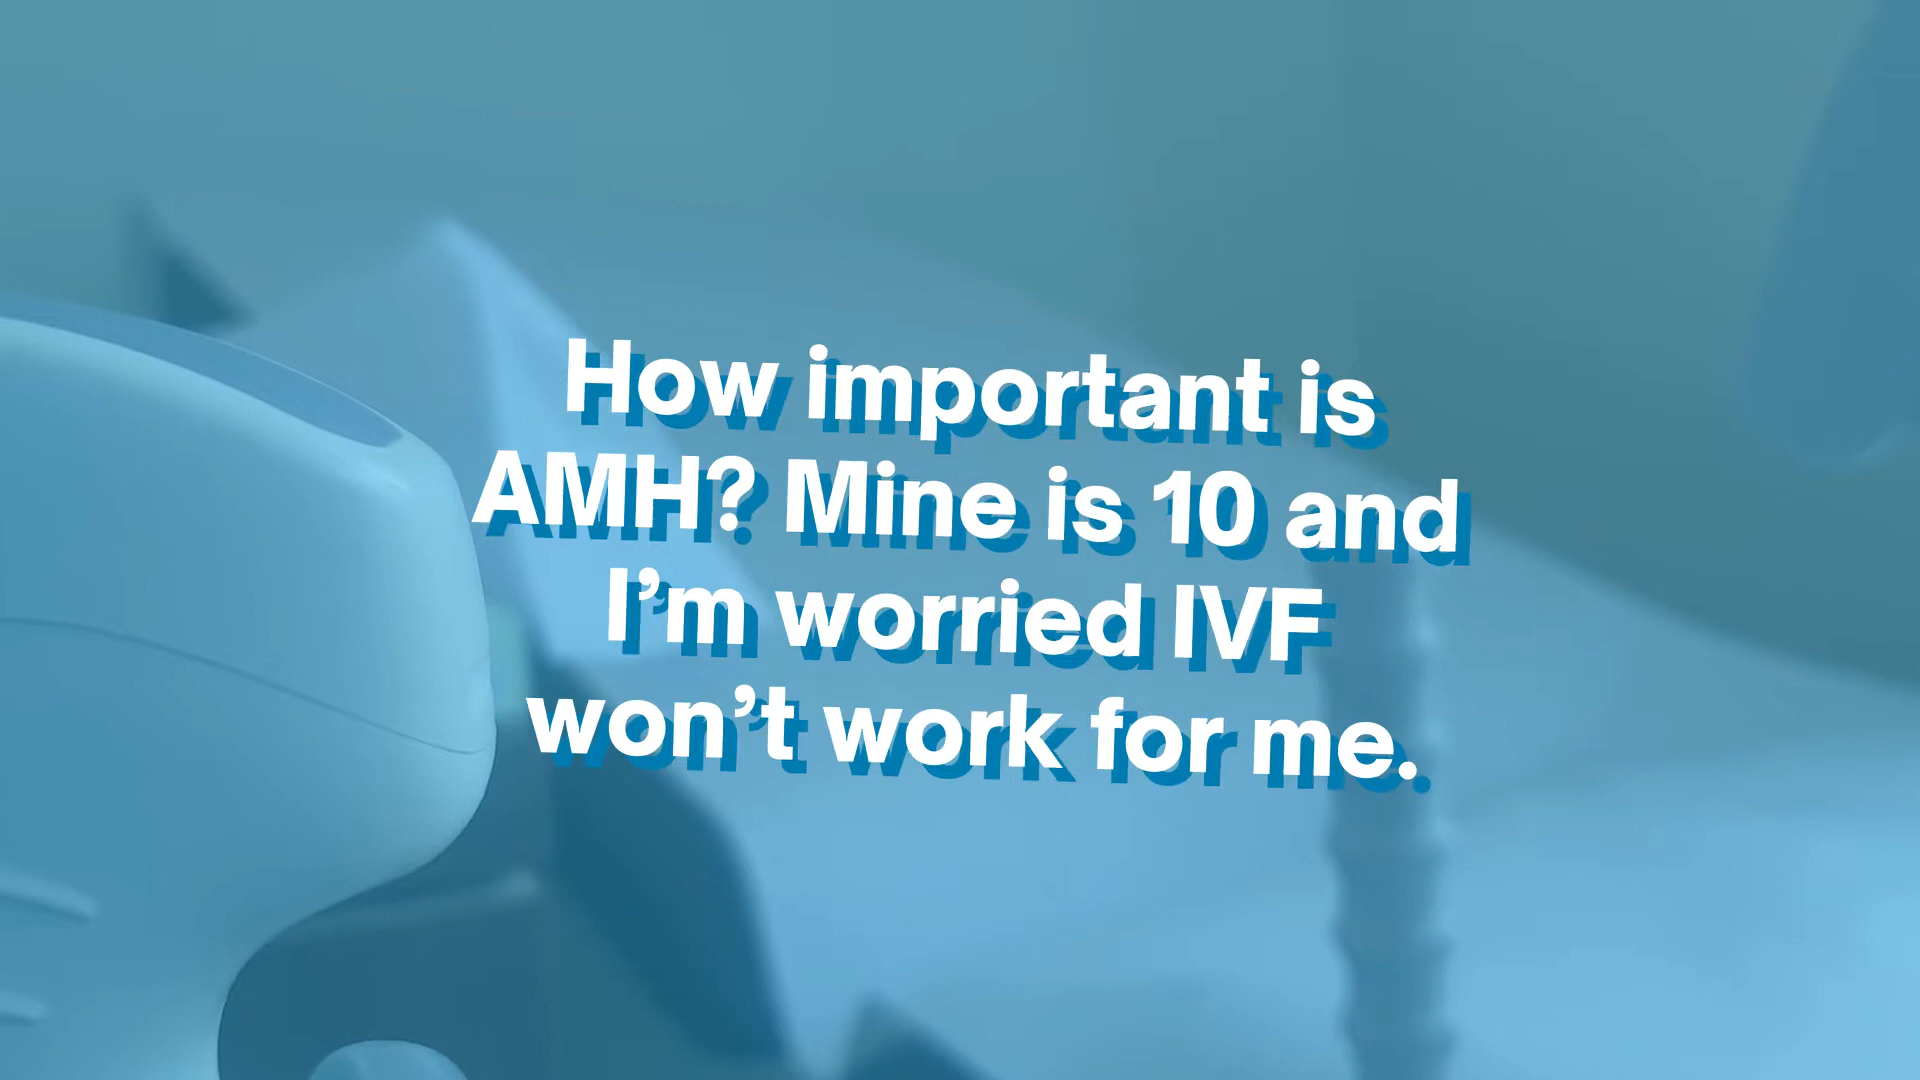 How important is
AMH? Mine is 10 and
I’m worried IVF
won’t work for me.